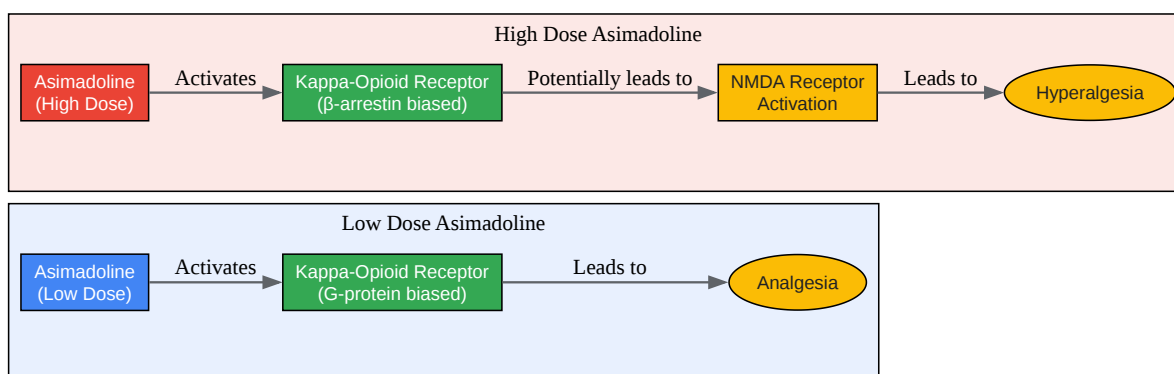 High Dose Asimadoline
Asimadoline
(High Dose)
Activates
Kappa-Opioid Receptor
(β-arrestin biased)
Potentially leads to
NMDA Receptor
Activation
Leads to
Hyperalgesia
Low Dose Asimadoline
Asimadoline
(Low Dose)
Activates
Kappa-Opioid Receptor
(G-protein biased)
Leads to
Analgesia